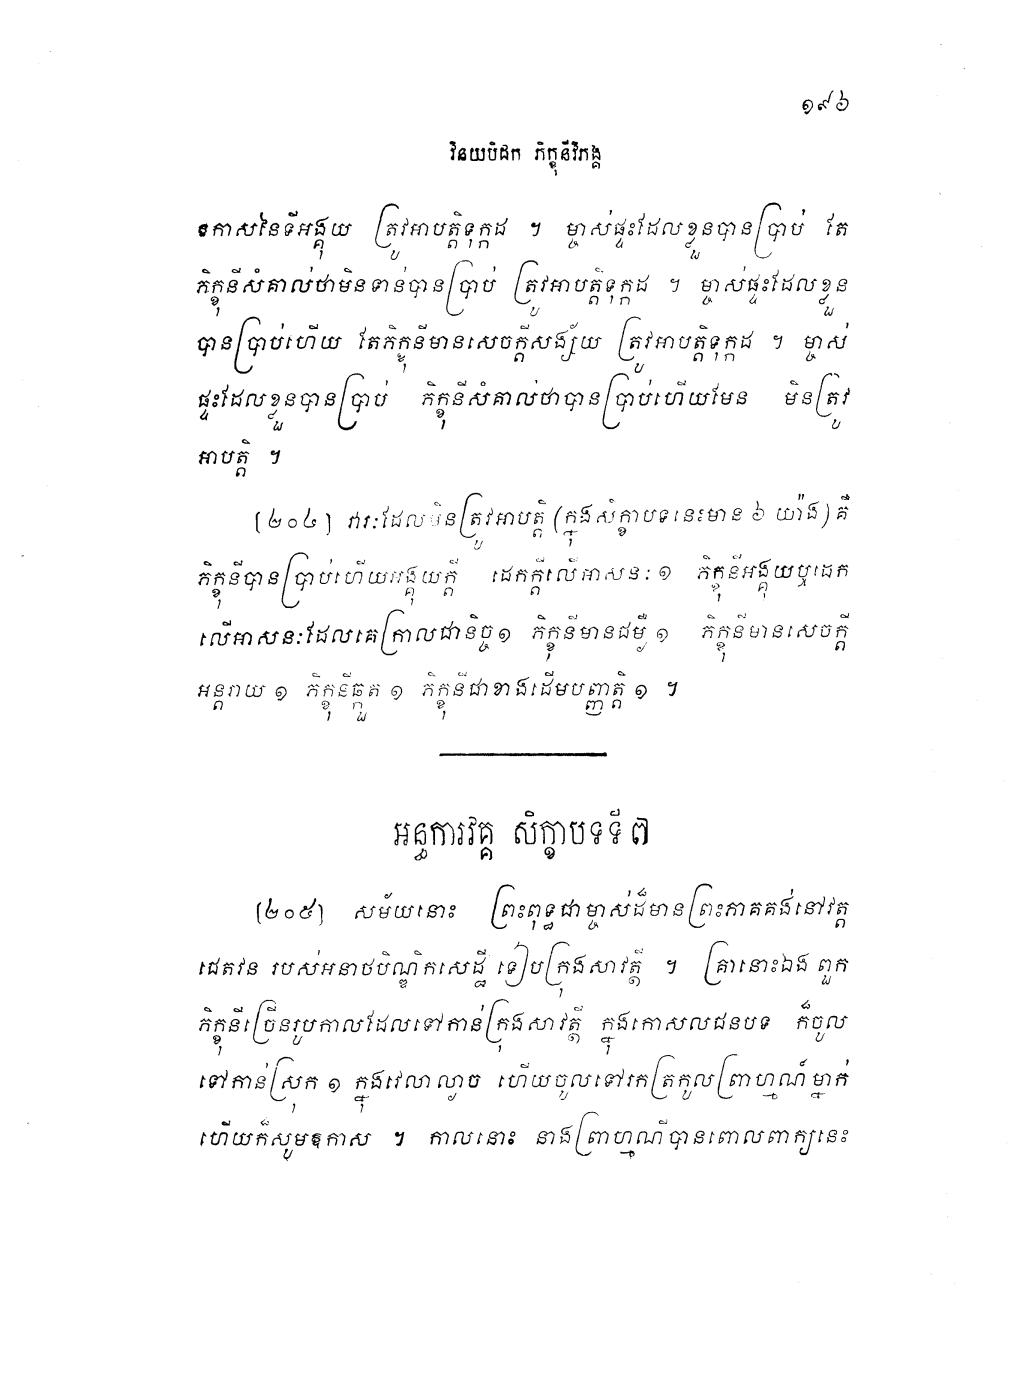 ១៩៦
វិនយបិដក ភិក្ខុនីវិភង្គ
ឱកាសនៃទីអង្គុយ ត្រូវអាបត្តិទុក្កដ ។ ម្ចាស់ផ្ទះដែលខ្លួនបានប្រាប់ តែ
ភិក្ខុនីសំគាល់ថាមិនទាន់បានប្រាប់ ត្រូវអាបត្តិទុក្កដ ។ ម្ចាស់ផ្ទះដែលខ្លួន
បានប្រាប់ហើយ តែភិក្ខុនីមានសេចក្តីសង្ស័យ ត្រូវអាបត្តិទុក្កដ ។ ម្ចាស់
ផ្ទះដែលខ្លួនបានប្រាប់ ភិក្ខុនីសំគាល់ថាបានប្រាប់ហើយមែន មិនត្រូវ
អាបត្តិ ។
[២០៤] វារៈដែលមិនត្រូវអាបត្តិ (ក្នុងសិក្ខាបទនេះមាន ៦ យ៉ាង) គឺ
ភិក្ខុនីបានប្រាប់ហើយអង្គុយក្តី ដេកក្តីលើអាសនៈ ១ ភិក្ខុនីអង្គុយឬដេក
លើអាសនៈដែលគេក្រាលជានិច្ច ១ ភិក្ខុនីមានជម្ងឺ ១ ភិក្ខុនីមានសេចក្តី
អន្តរាយ ១ ភិក្ខុនីឆ្កួត ១ ភិក្ខុនីជាខាងដើមបញ្ញត្តិ ១ ។
អន្ធការវគ្គ សិក្ខាបទទី ៧
[២០៥] សម័យនោះ ព្រះពុទ្ធជាម្ចាស់ដ៏មានព្រះភាគគង់នៅវត្ត
ជេតវន របស់អនាថបិណ្ឌិកសេដ្ឋី ទៀបក្រុងសាវត្ថី ។ គ្រានោះឯង ពួក
ភិក្ខុនីច្រើនរូបកាលដែលទៅកាន់ក្រុងសាវត្ថី ក្នុងកោសលជនបទ ក៏ចូល
ទៅកាន់ស្រុក ១ ក្នុងវេលាល្ងាច ហើយចូលទៅរកត្រកូលព្រាហ្មណ៍ម្នាក់
ហើយក៏សូមឱកាស ។ កាលនោះ នាងព្រាហ្មណីបានពោលពាក្យនេះ